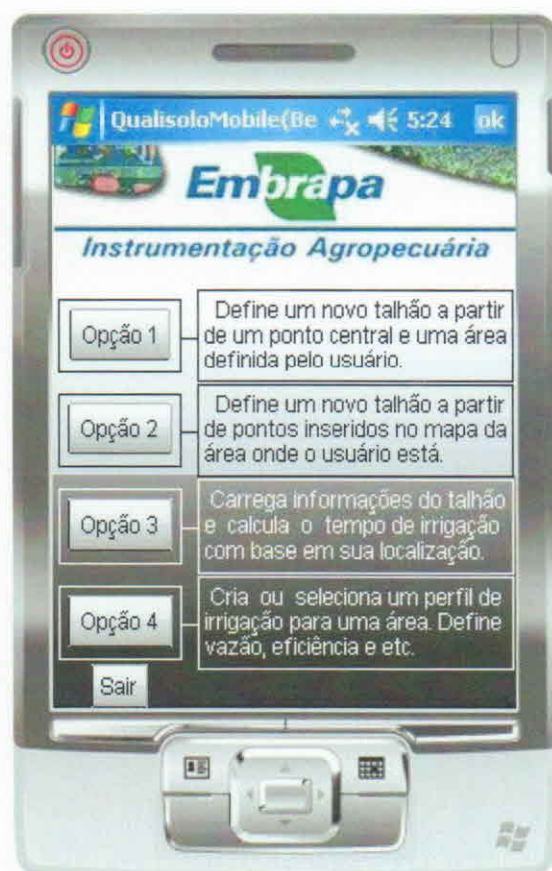 QualisoloMobile(Be 5:24 ok
Embrapa
Instrumentação Agropecuária
Opção 1
Define um novo talhão a partir
de um ponto central e uma área
definida pelo usuário.
Opção 2
Define um novo talhão a partir
de pontos inseridos no mapa da
área onde o usuário está.
Opção 3
Carrega informações do talhão
e calcula o tempo de irrigação
com base em sua localização.
Opção 4
Cria ou seleciona um perfil de
irrigação para uma área. Define
vazão, eficiência e etc.
Sair